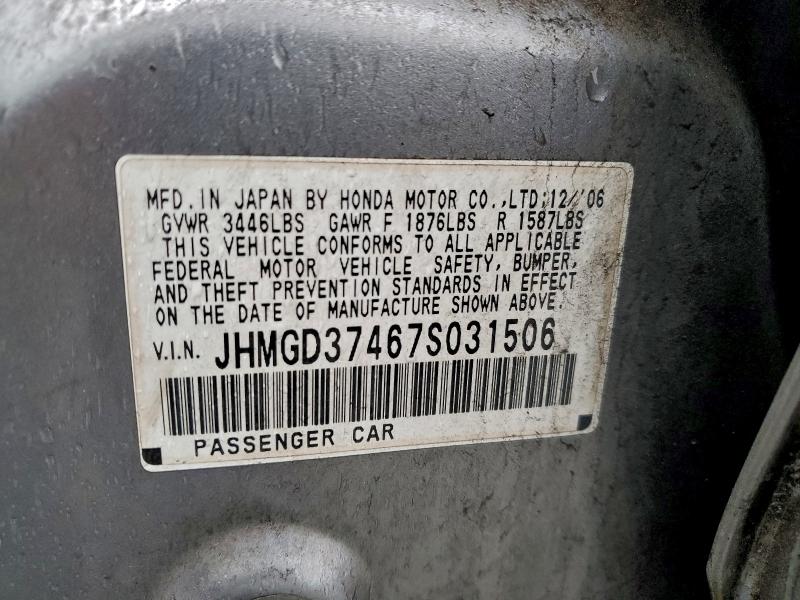 MFD. IN JAPAN BY HONDA MOTOR CO., LTD; 12/'06
GVWR 3446LBS GAWR F 1876LBS R 1587LBS
THIS VEHICLE CONFORMS TO ALL APPLICABLE
FEDERAL MOTOR VEHICLE SAFETY, BUMPER,
AND THEFT PREVENTION STANDARDS IN EFFECT
ON THE DATE OF MANUFACTURE SHOWN ABOVE.
V.I.N. JHMGD37467S031506
PASSENGER CAR